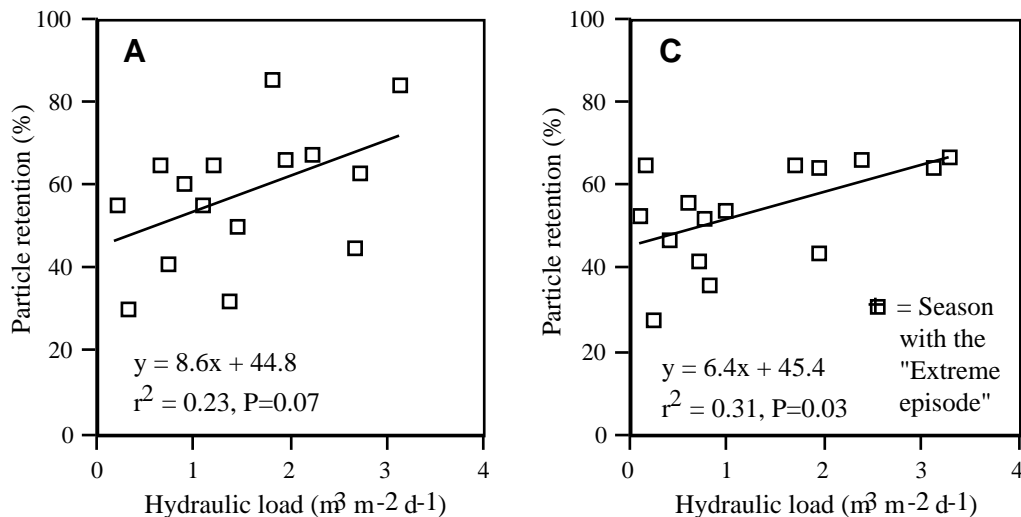 100
80
60
40
20
0
Particle retention (%)
A
y = 8.6x + 44.8
r² = 0.23, P=0.07
0 1 2 3 4
Hydraulic load (m³ m-2 d-1)
100
80
60
40
20
0
Particle retention (%)
C
= Season
with the
"Extreme
episode"
y = 6.4x + 45.4
r² = 0.31, P=0.03
0 1 2 3 4
Hydraulic load (m³ m-2 d-1)